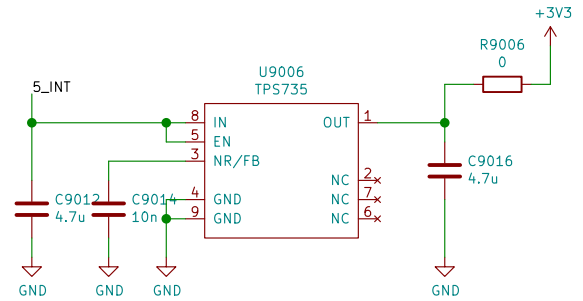 +3V3
R9006
0
5_INT
U9006
TPS735
8 IN
5 EN
3 NR/FB
4 GND
9 GND
OUT 1
NC 2
NC 7
NC 6
C9012
4.7u
C9014
10n
C9016
4.7u
GND
GND
GND
GND